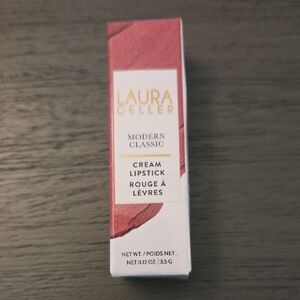 LAURA
GELLER
MODERN
CLASSIC
CREAM
LIPSTICK
ROUGE À
LÈVRES
NET WT. / POIDS NET.
NET 0.12 OZ. | 3.5 G